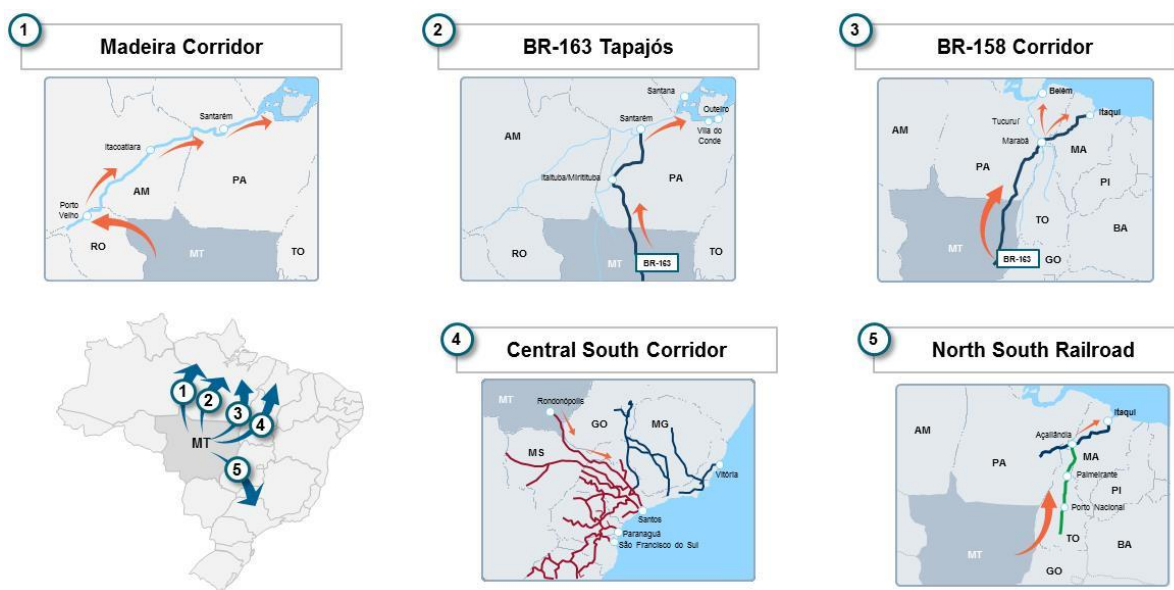 1
Madeira Corridor
Santarém
Itacoatiara
AM
PA
Porto
Velho
RO
MT
TO
2
BR-163 Tapajós
Santana
Outeiro
Santarém
Vila do
Conde
AM
Itaituba/Miritituba
PA
RO
MT
BR-163
TO
3
BR-158 Corridor
Belém
Itaqui
Tucuruí
AM
Marabá
MA
PA
PI
TO
BA
MT
BR-163
GO
1
2
3
4
MT
5
4
Central South Corridor
MT
Rondonópolis
GO
MG
MS
Vitória
Santos
Paranaguá
São Francisco do Sul
5
North South Railroad
Itaqui
Açailândia
AM
MA
PA
Palmeirante
PI
Porto Nacional
MT
TO
BA
GO